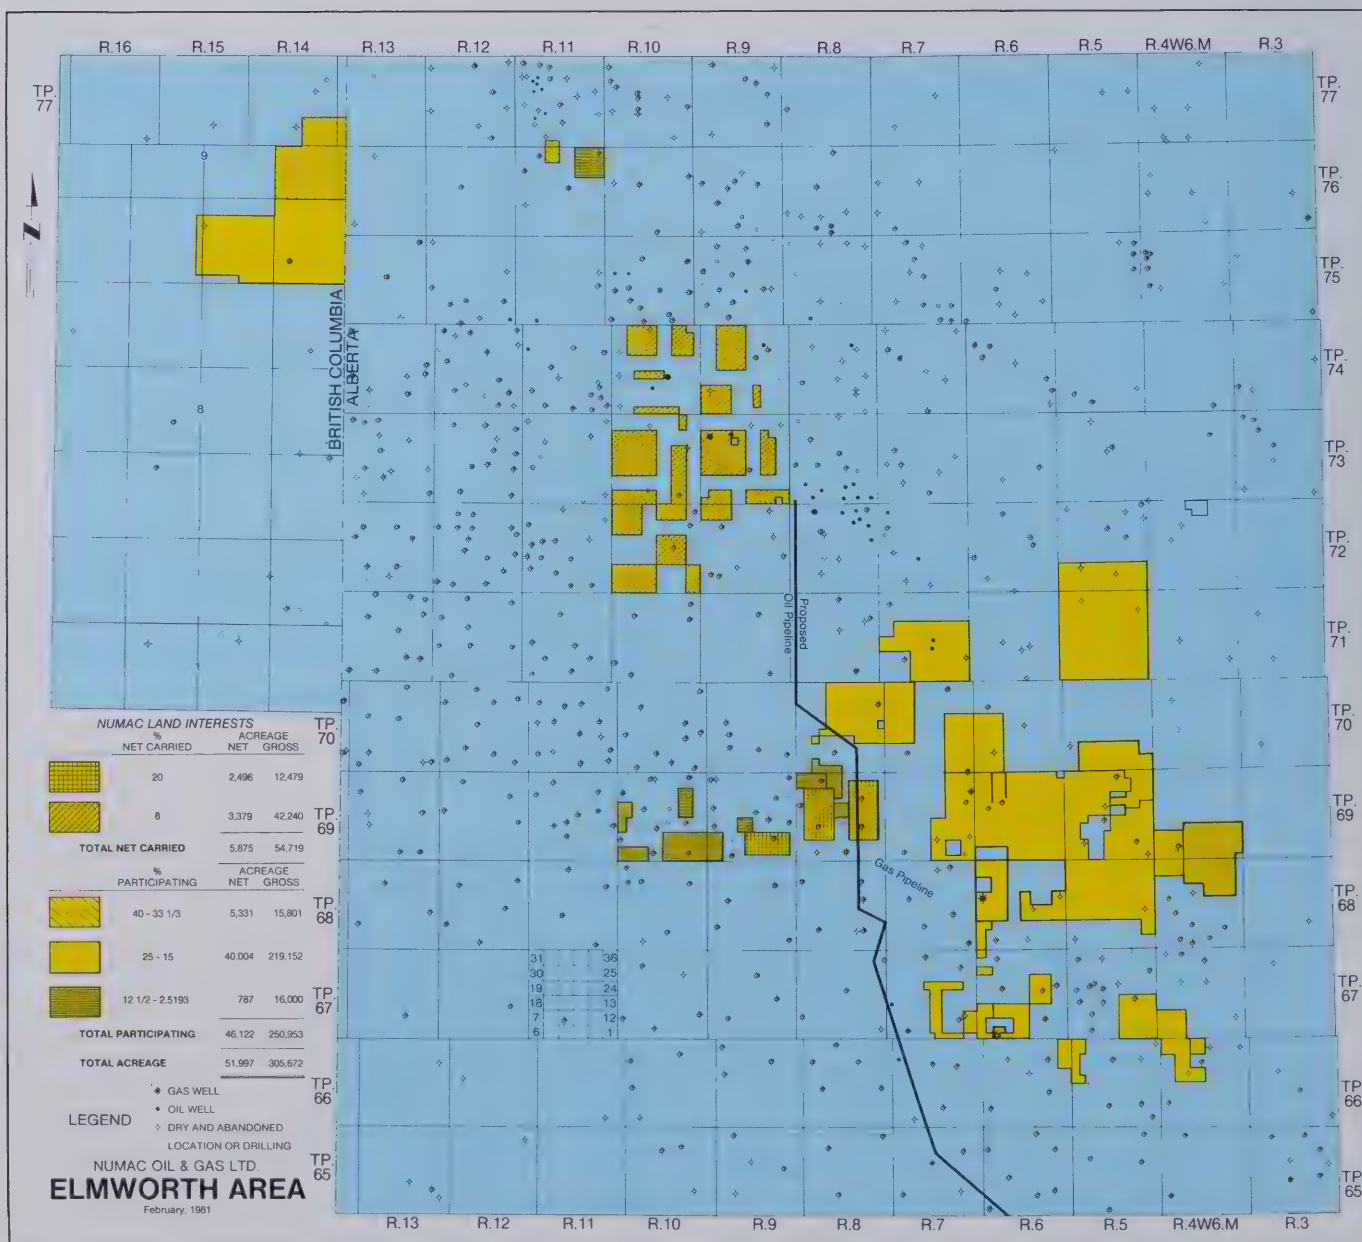 R.16 R.15 R.14 R.13 R.12 R.11 R.10 R.9 R.8 R.7 R.6 R.5 R.4W6.M R.3
TP. 77
TP. 77
9
TP. 76
TP. 75
BRITISH COLUMBIA
ALBERTA
TP. 74
8
TP. 73
TP. 72
Proposed
Oil Pipeline
TP. 71
TP. 70
TP. 70
TP. 69
TP. 69
Gas Pipeline
TP. 68
TP. 68
31 36
30 25
19 24
18 13
7 12
6 1
TP. 67
TP. 67
TP. 66
TP. 66
TP. 65
TP. 65
NUMAC LAND INTERESTS
% ACREAGE
NET CARRIED NET GROSS
20 2,496 12,479
8 3,379 42,240
TOTAL NET CARRIED 5,875 54,719
% ACREAGE
PARTICIPATING NET GROSS
40 - 33 1/3 5,331 15,801
25 - 15 40,004 219,152
12 1/2 - 2.5193 787 16,000
TOTAL PARTICIPATING 46,122 250,953
TOTAL ACREAGE 51,997 305,672
LEGEND
GAS WELL
OIL WELL
DRY AND ABANDONED
LOCATION OR DRILLING
NUMAC OIL & GAS LTD.
ELMWORTH AREA
February, 1981
R.13 R.12 R.11 R.10 R.9 R.8 R.7 R.6 R.5 R.4W6.M R.3
N